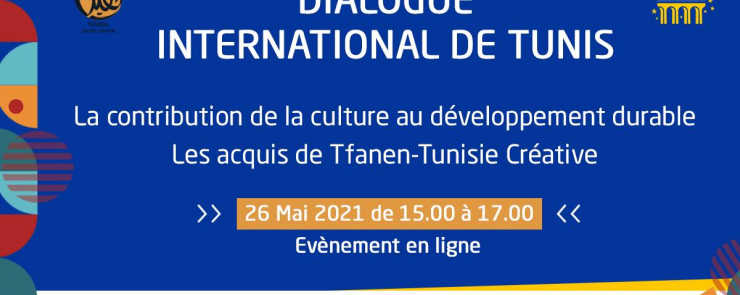 DIALOGUE
INTERNATIONAL DE TUNIS
La contribution de la culture au développement durable
Les acquis de Tfanen-Tunisie Créative
>> 26 Mai 2021 de 15.00 à 17.00 <<
Evènement en ligne